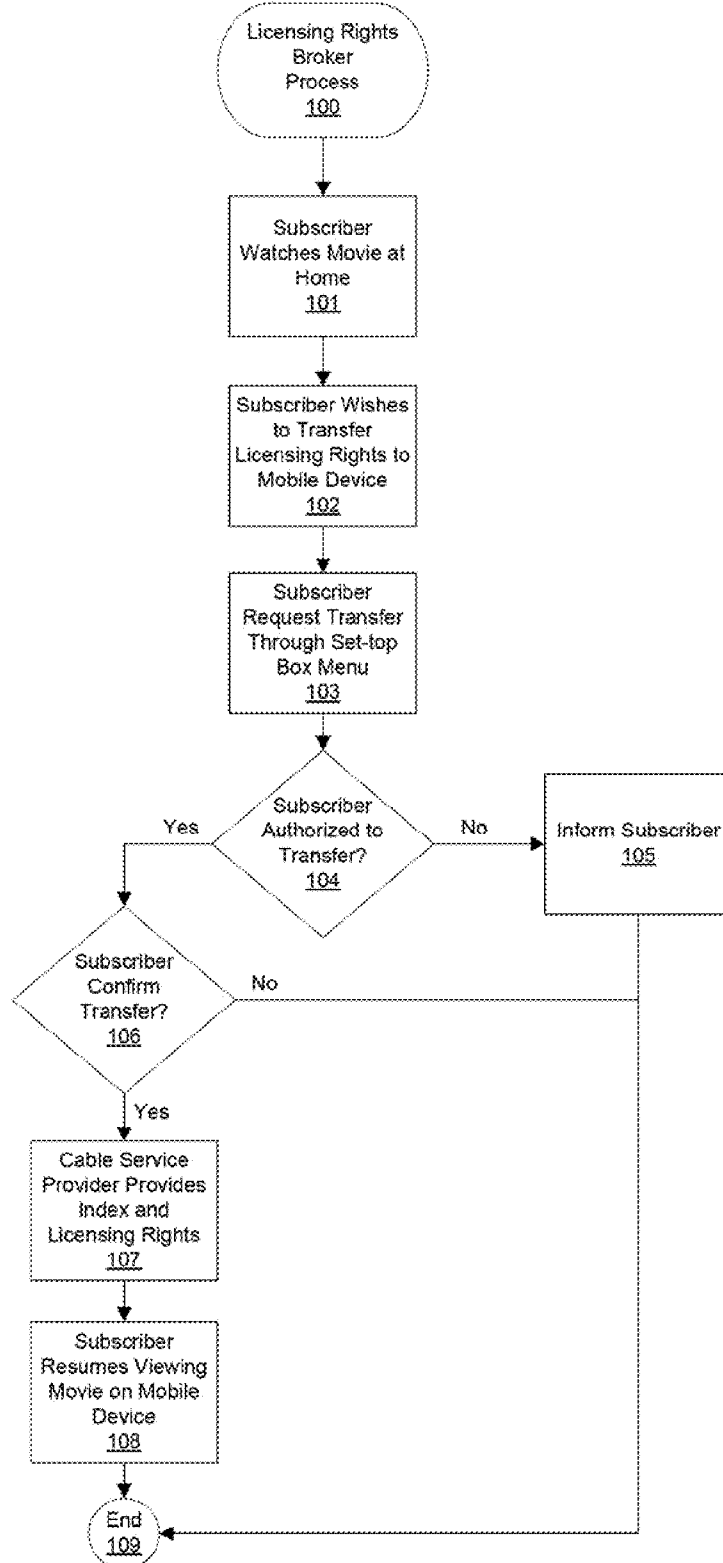 Licensing Rights
Broker
Process
100
Subscriber
Watches Movie at
Home
101
Subscriber Wishes
to Transfer
Licensing Rights to
Mobile Device
102
Subscriber
Request Transfer
Through Set-top
Box Menu
103
Subscriber
Authorized to
Transfer?
104
Yes
No
Inform Subscriber
105
Subscriber
Confirm
Transfer?
106
No
Yes
Cable Service
Provider Provides
Index and
Licensing Rights
107
Subscriber
Resumes Viewing
Movie on Mobile
Device
108
End
109